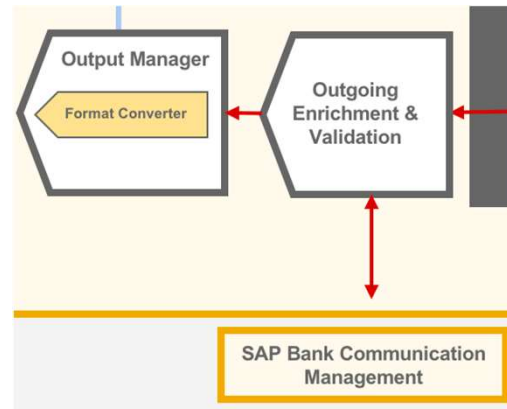 Output Manager
Format Converter
Outgoing
Enrichment &
Validation
SAP Bank Communication
Management